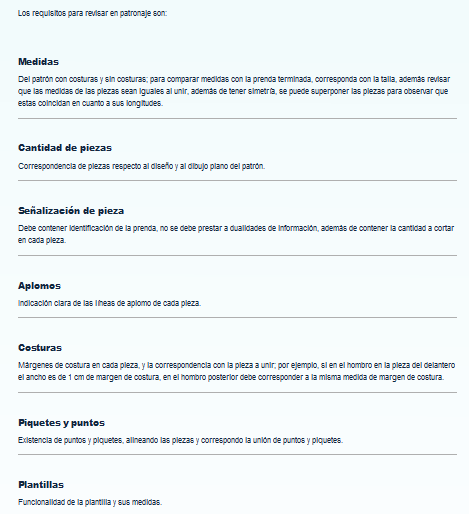 Los requisitos para revisar en patronaje son:
Medidas
Del patrón con costuras y sin costuras; para comparar medidas con la prenda terminada, corresponda con la talla, además revisar
que las medidas de las piezas sean iguales al unir, además de tener simetría, se puede superponer las piezas para observar que
estas coincidan en cuanto a sus longitudes.
Cantidad de piezas
Correspondencia de piezas respecto al diseño y al dibujo plano del patrón.
Señalización de pieza
Debe contener identificación de la prenda, no se debe prestar a dualidades de información, además de contener la cantidad a cortar
en cada pieza.
Aplomos
Indicación clara de las líneas de aplomo de cada pieza.
Costuras
Márgenes de costura en cada pieza, y la correspondencia con la pieza a unir; por ejemplo, si en el hombro en la pieza del delantero
el ancho es de 1 cm de margen de costura, en el hombro posterior debe corresponder a la misma medida de margen de costura.
Piquetes y puntos
Existencia de puntos y piquetes, alineando las piezas y correspondo la unión de puntos y piquetes.
Plantillas
Funcionalidad de la plantilla y sus medidas.